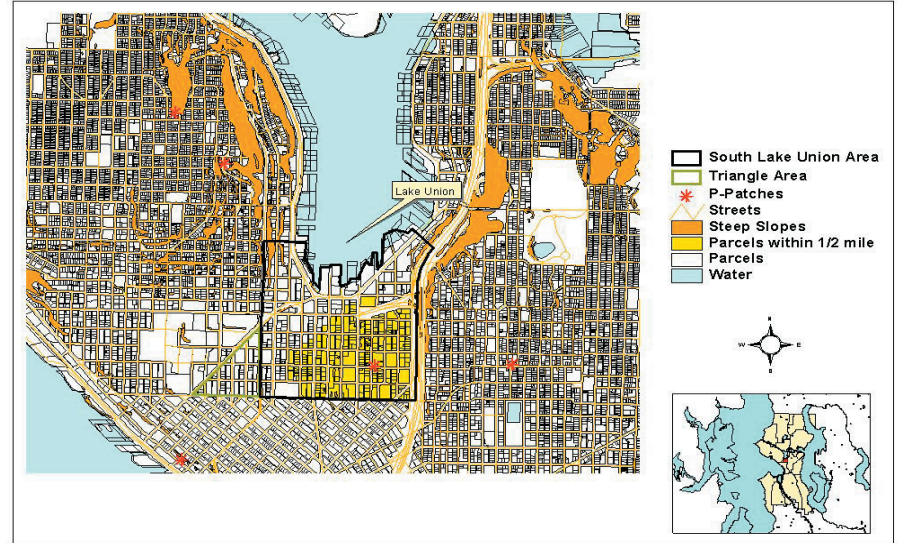 Lake Union
South Lake Union Area
Triangle Area
P-Patches
Streets
Steep Slopes
Parcels within 1/2 mile
Parcels
Water
N
W E
S